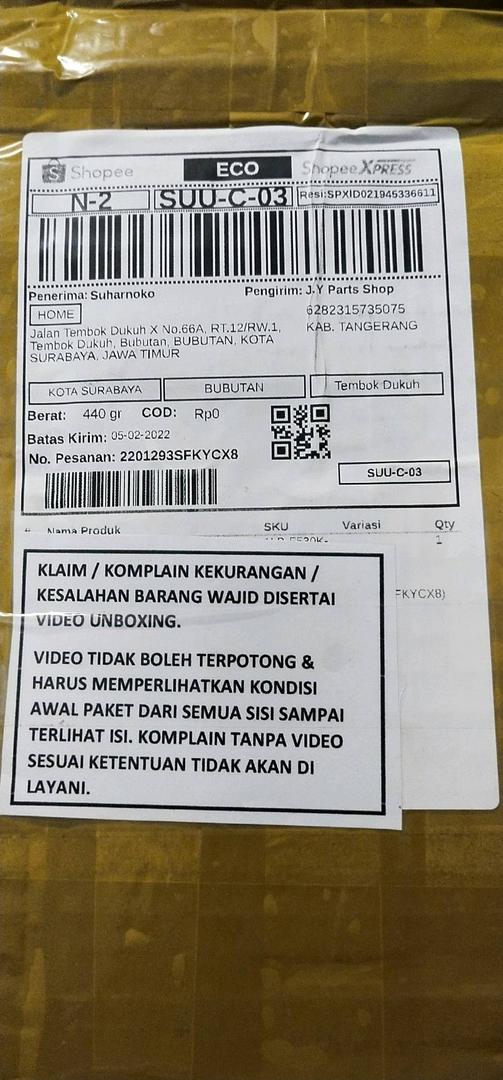 Shopee ECO Shopee XPRESS
N-2 SUU-C-03 Resi:SPXID021945336611
Penerima: Suharnoko Pengirim: J-Y Parts Shop
HOME 6282315735075
Jalan Tembok Dukuh X No.66A, RT.12/RW.1, KAB. TANGERANG
Tembok Dukuh, Bubutan, BUBUTAN, KOTA
SURABAYA, JAWA TIMUR
KOTA SURABAYA BUBUTAN Tembok Dukuh
Berat: 440 gr COD: Rp0
Batas Kirim: 05-02-2022
No. Pesanan: 2201293SFKYCX8
SUU-C-03
# Nama Produk SKU Variasi Qty
1
FKYCX8)
KLAIM / KOMPLAIN KEKURANGAN /
KESALAHAN BARANG WAJID DISERTAI
VIDEO UNBOXING.
VIDEO TIDAK BOLEH TERPOTONG &
HARUS MEMPERLIHATKAN KONDISI
AWAL PAKET DARI SEMUA SISI SAMPAI
TERLIHAT ISI. KOMPLAIN TANPA VIDEO
SESUAI KETENTUAN TIDAK AKAN DI
LAYANI.